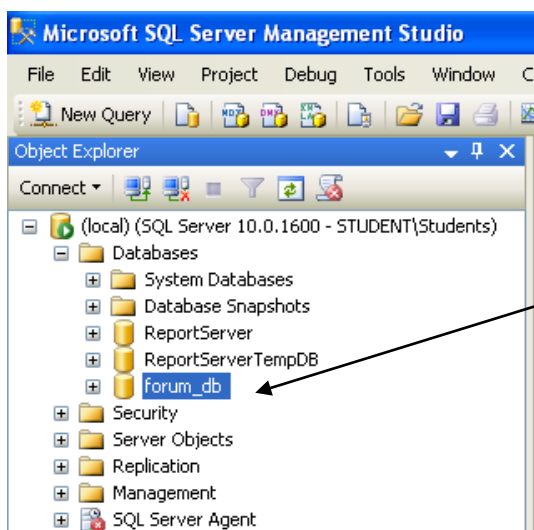 Microsoft SQL Server Management Studio
File Edit View Project Debug Tools Window C
New Query
Object Explorer
Connect
(local) (SQL Server 10.0.1600 - STUDENT\Students)
Databases
System Databases
Database Snapshots
ReportServer
ReportServerTempDB
forum_db
Security
Server Objects
Replication
Management
SQL Server Agent